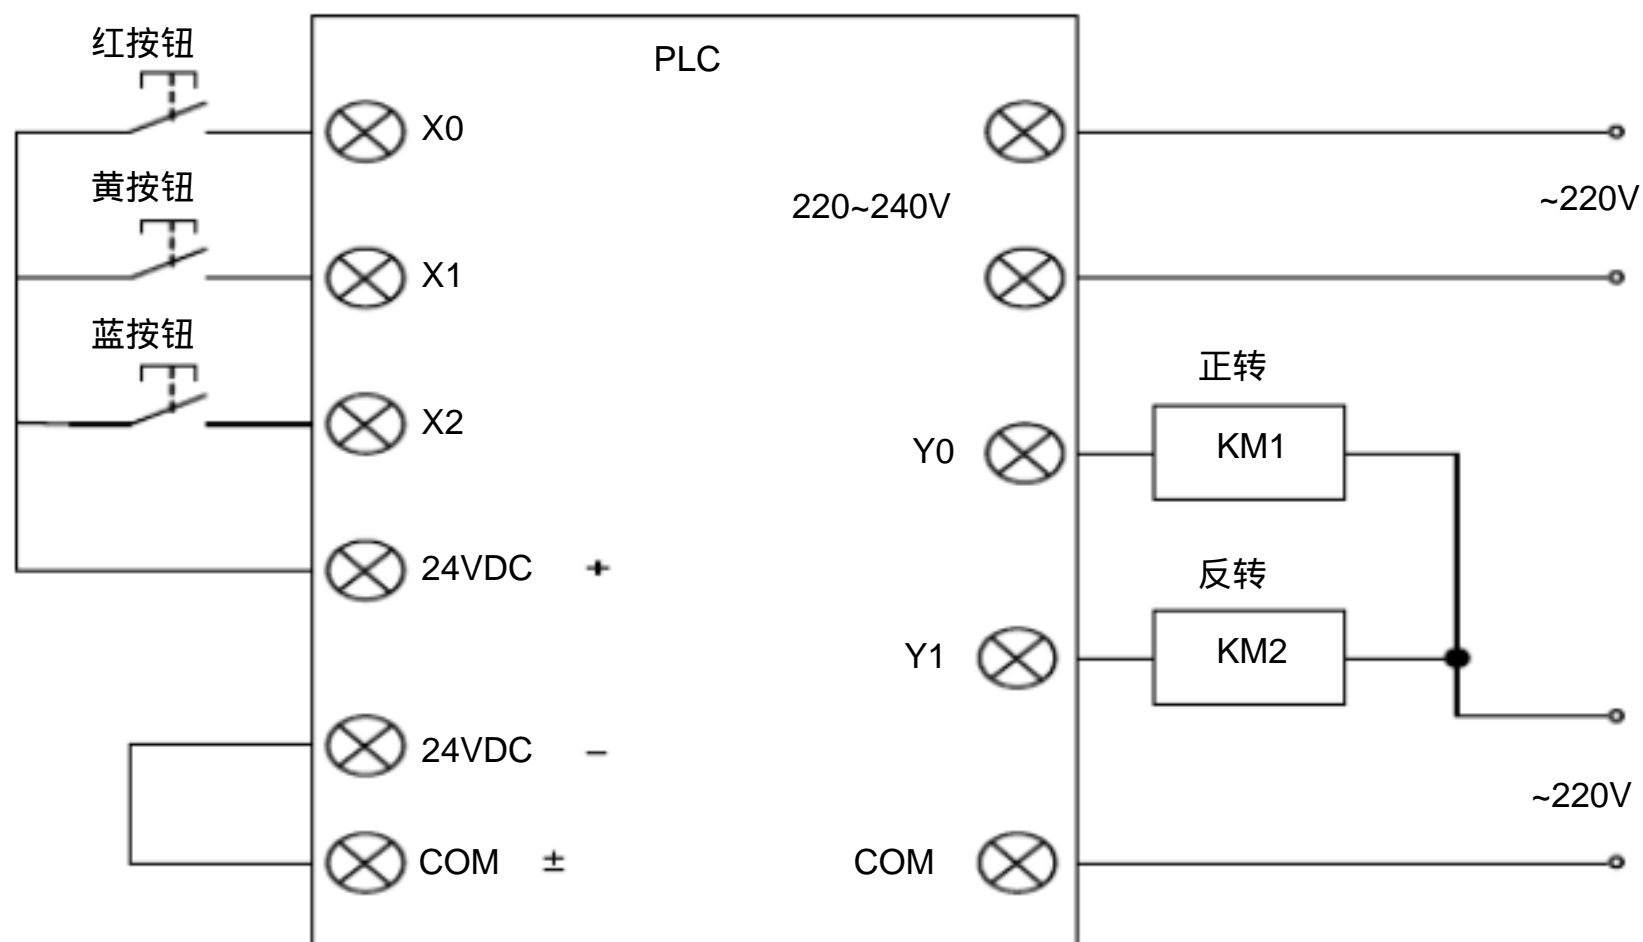 红按钮
PLC
X0
黄按钮
220~240V
~220V
X1
蓝按钮
正转
X2
Y0
KM1
24VDC +
反转
Y1
KM2
24VDC −
~220V
COM ±
COM